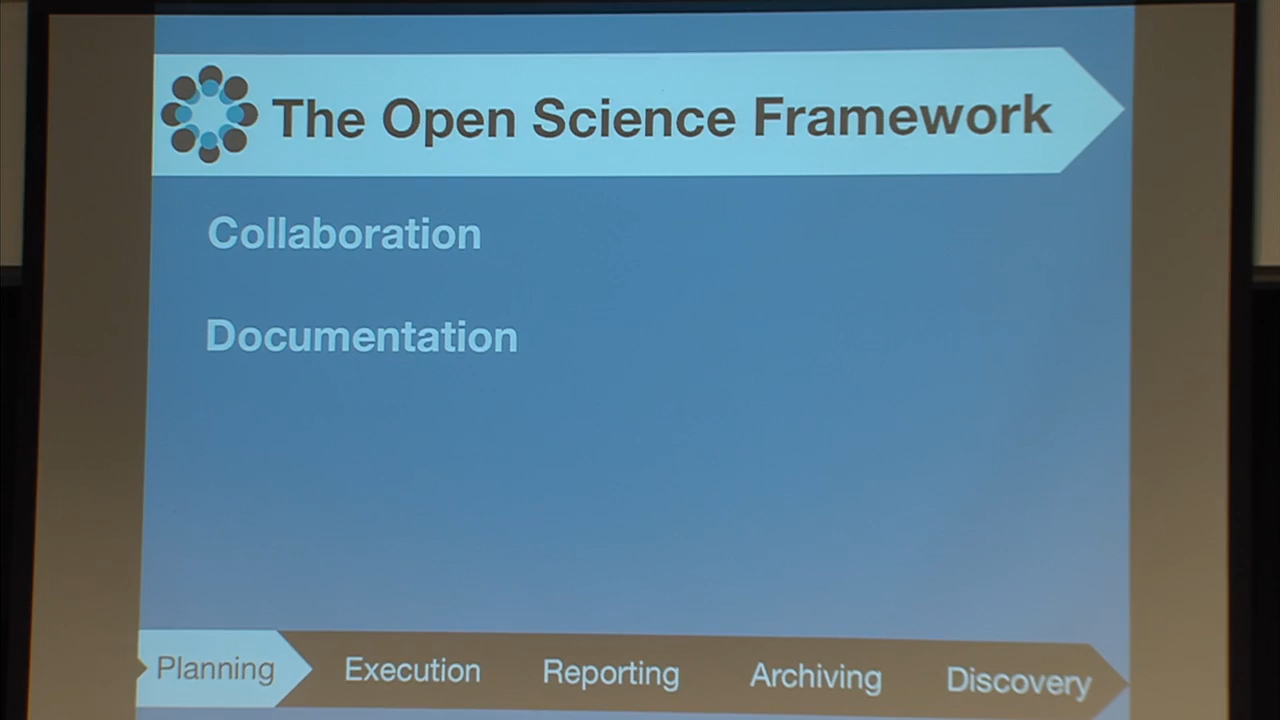 The Open Science Framework
Collaboration
Documentation
Planning Execution Reporting Archiving Discovery